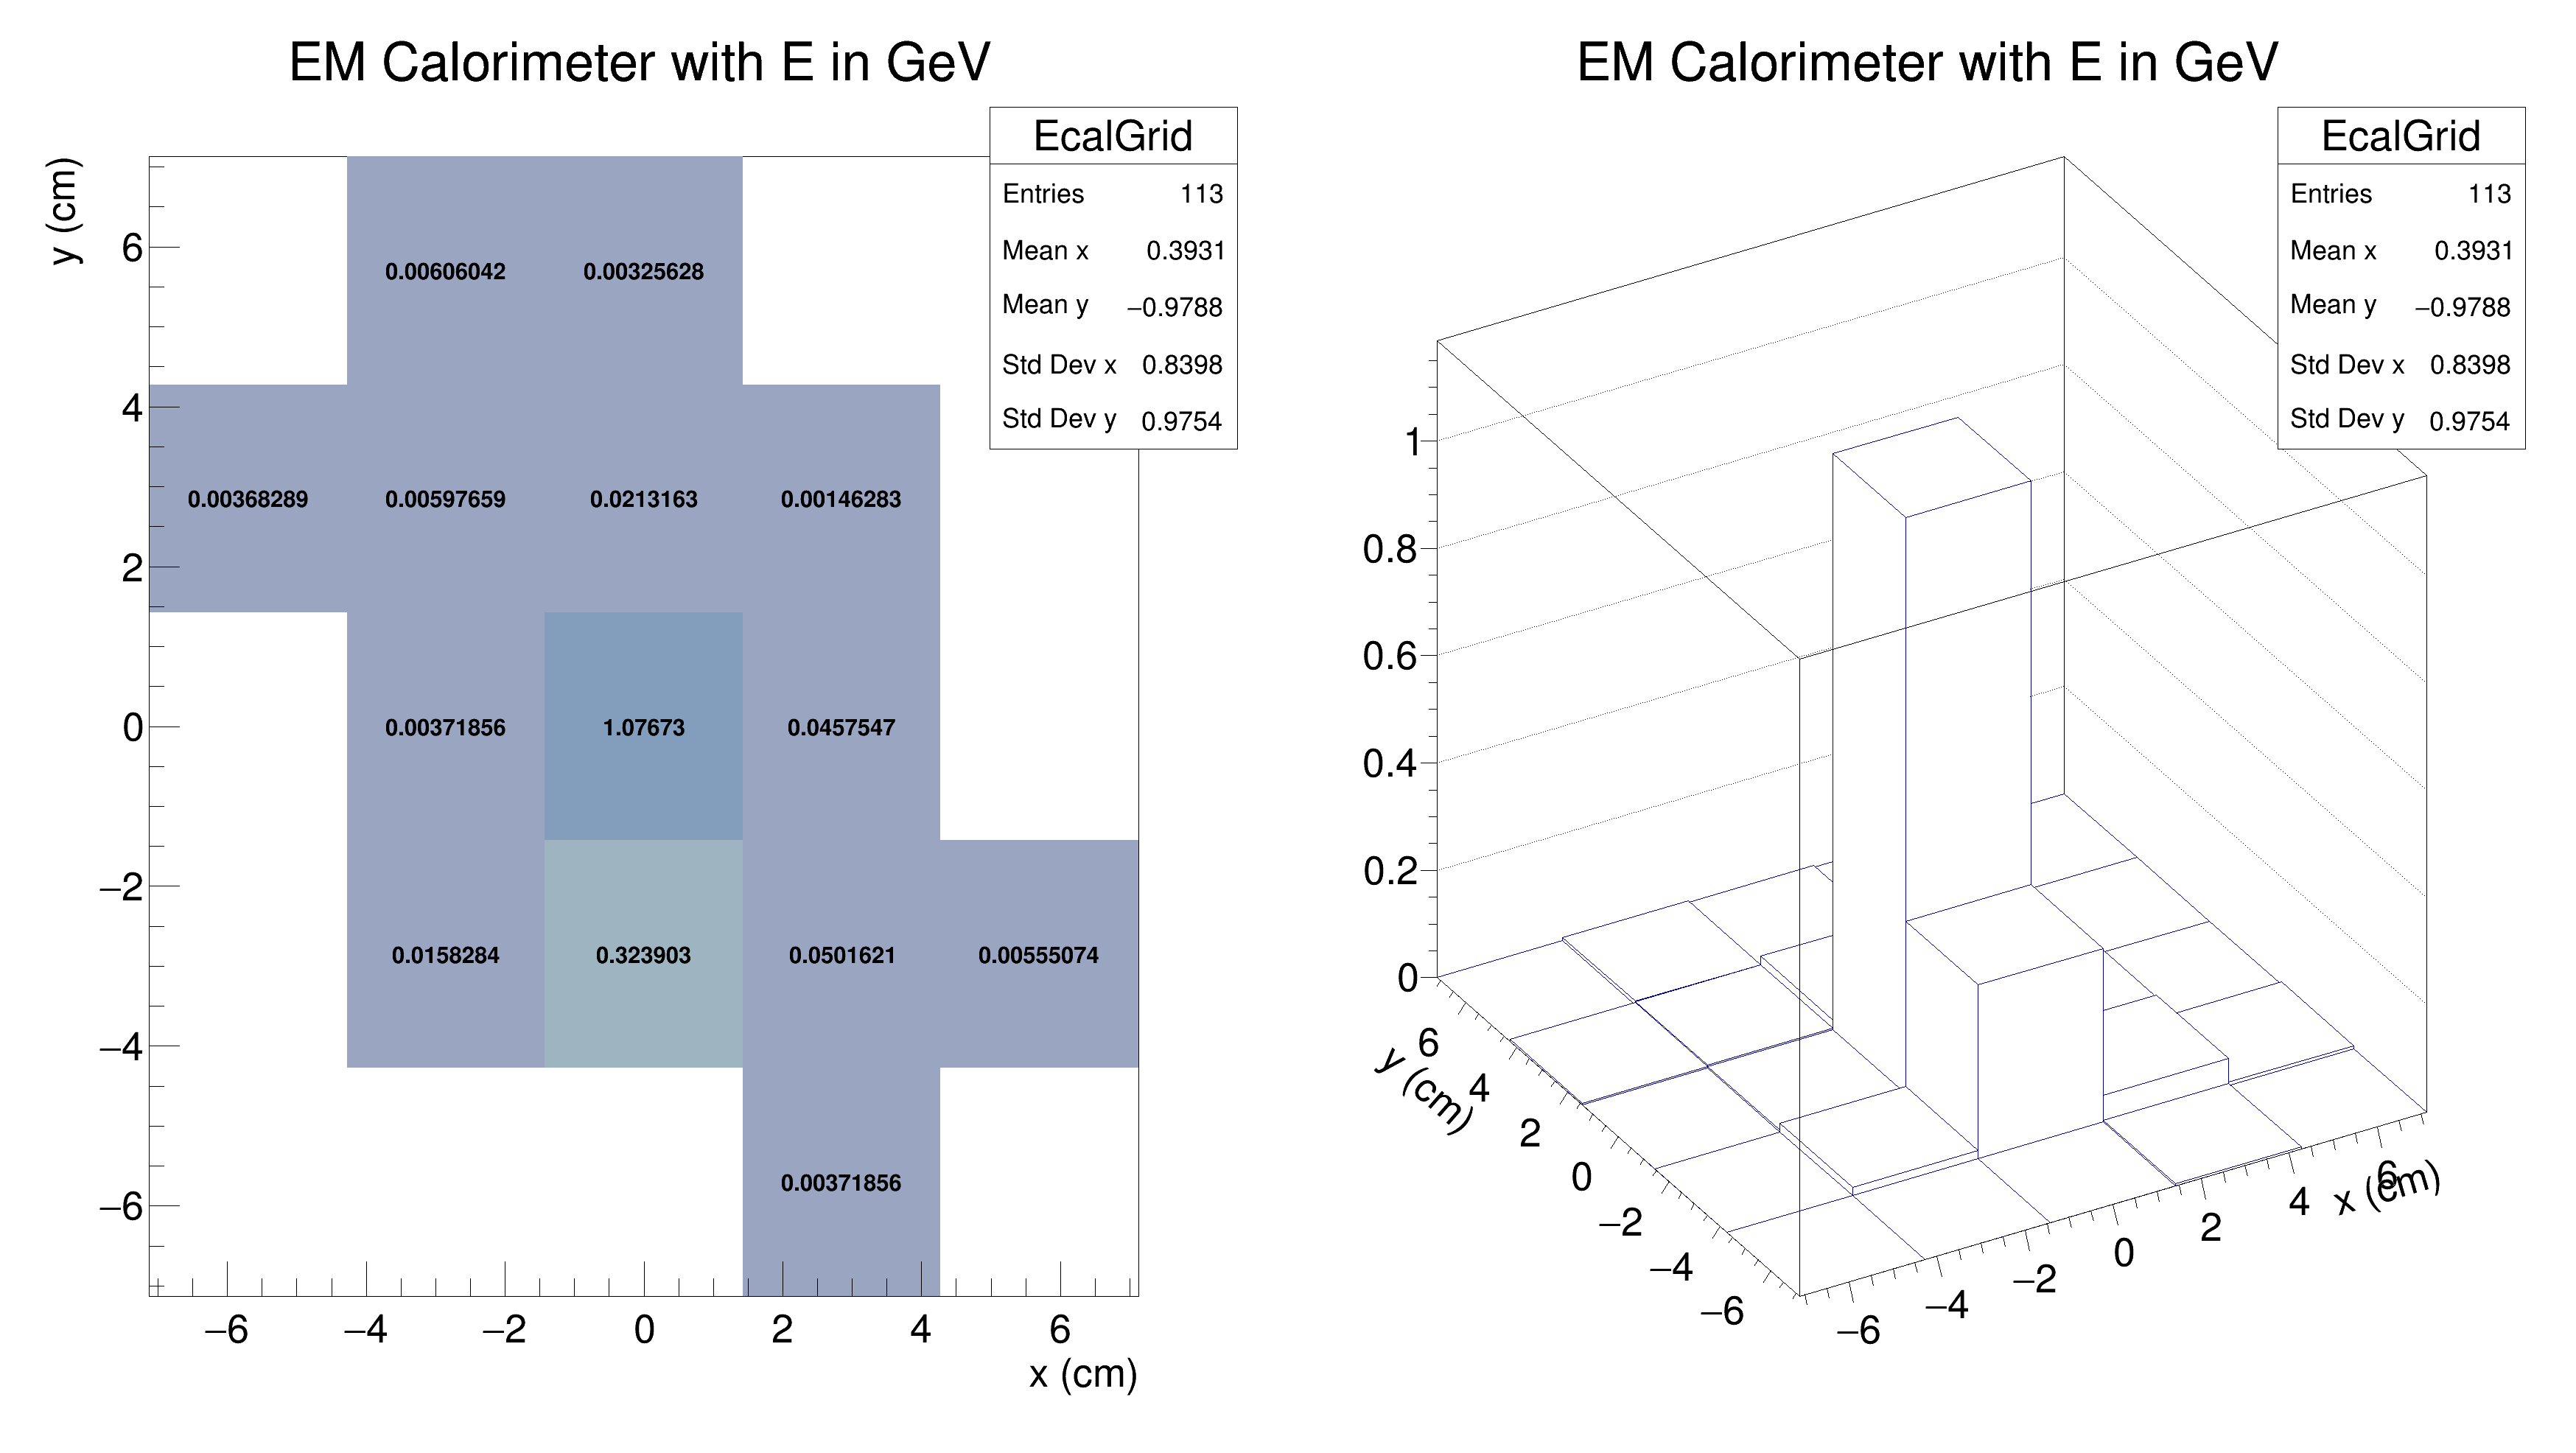 EM Calorimeter with E in GeV
EcalGrid
Entries 113
Mean x 0.3931
Mean y −0.9788
Std Dev x 0.8398
Std Dev y 0.9754
y (cm)
6
4
2
0
−2
−4
−6
0.00606042 0.00325628
0.00368289 0.00597659 0.0213163 0.00146283
0.00371856 1.07673 0.0457547
0.0158284 0.323903 0.0501621 0.00555074
0.00371856
−6 −4 −2 0 2 4 6
x (cm)
EM Calorimeter with E in GeV
EcalGrid
Entries 113
Mean x 0.3931
Mean y −0.9788
Std Dev x 0.8398
Std Dev y 0.9754
1
0.8
0.6
0.4
0.2
0
6
4
2
0
−2
−4
−6
y (cm)
−6
−4
−2
0
2
4
6
x (cm)